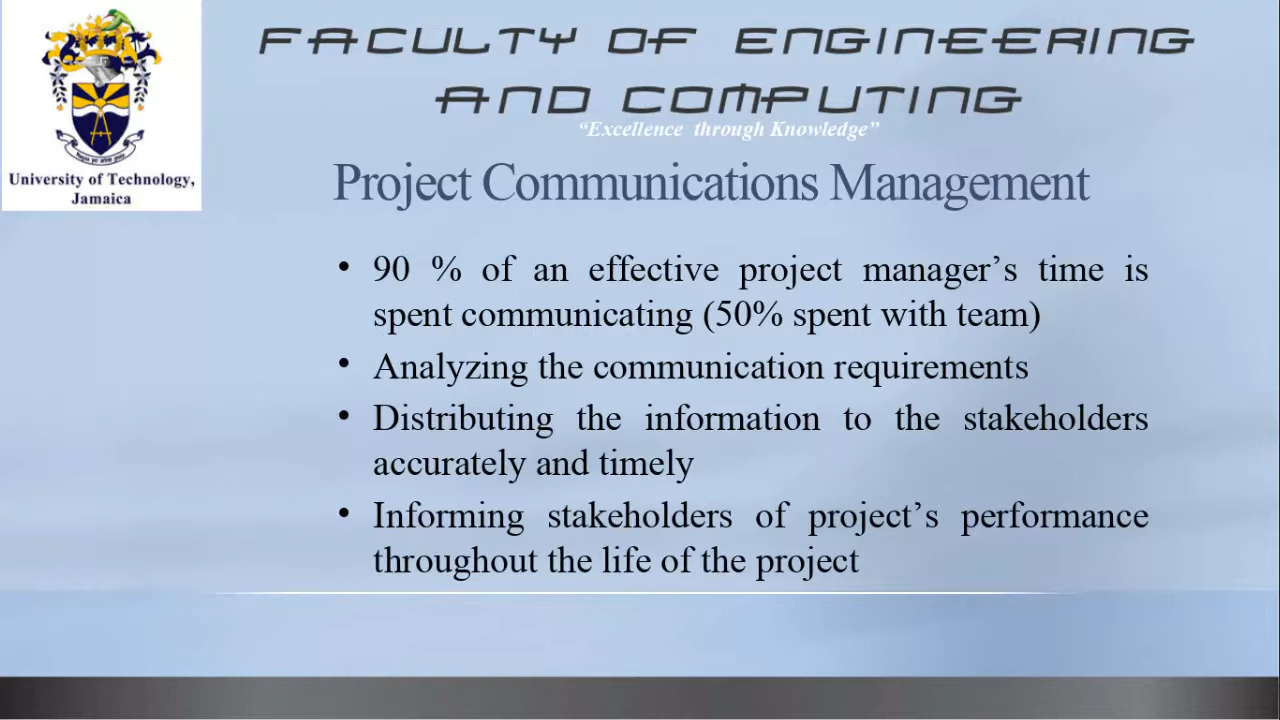 FACULTY OF ENGINEERING
AND COMPUTING
“Excellence through Knowledge”
University of Technology,
Jamaica
Project Communications Management
• 90 % of an effective project manager’s time is
spent communicating (50% spent with team)
• Analyzing the communication requirements
• Distributing the information to the stakeholders
accurately and timely
• Informing stakeholders of project’s performance
throughout the life of the project